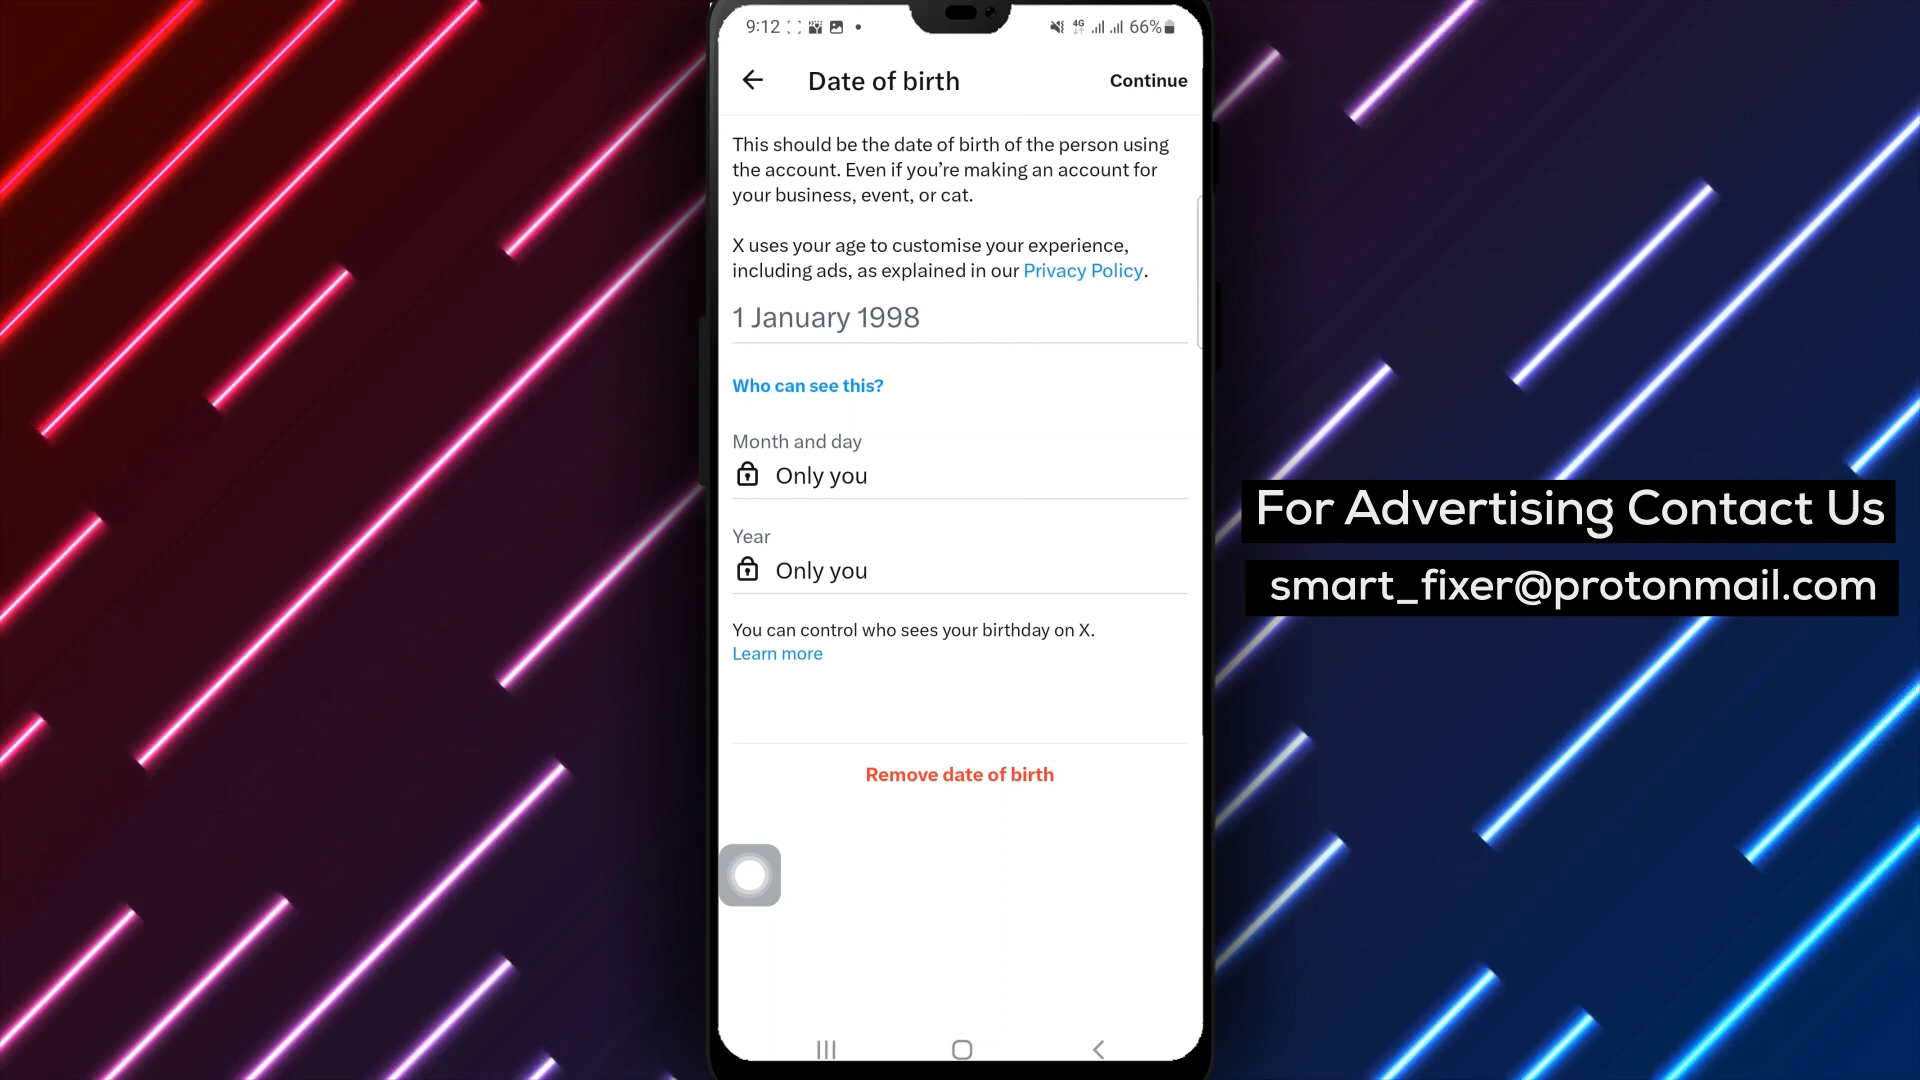 9:12
4G
66%
Date of birth
Continue
This should be the date of birth of the person using
the account. Even if you’re making an account for
your business, event, or cat.
X uses your age to customise your experience,
including ads, as explained in our Privacy Policy.
1 January 1998
Who can see this?
Month and day
Only you
Year
Only you
You can control who sees your birthday on X.
Learn more
Remove date of birth
For Advertising Contact Us
smart_fixer@protonmail.com